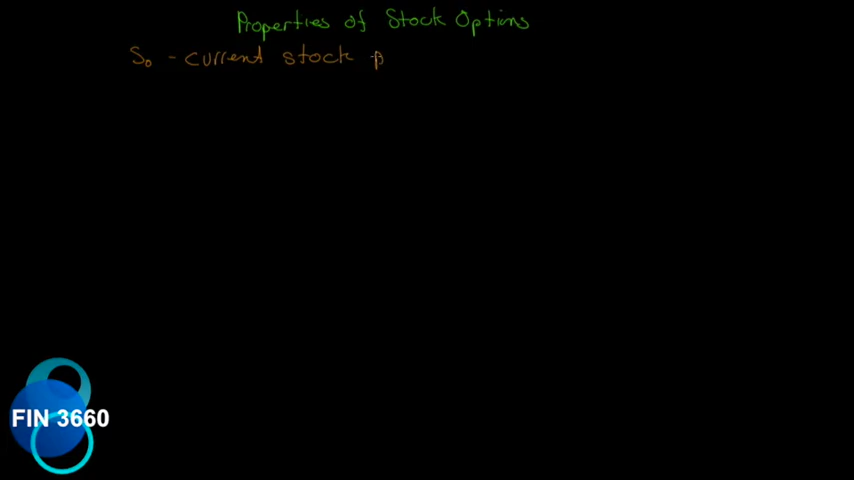 Properties of Stock Options
S₀ - current stock p
FIN 3660